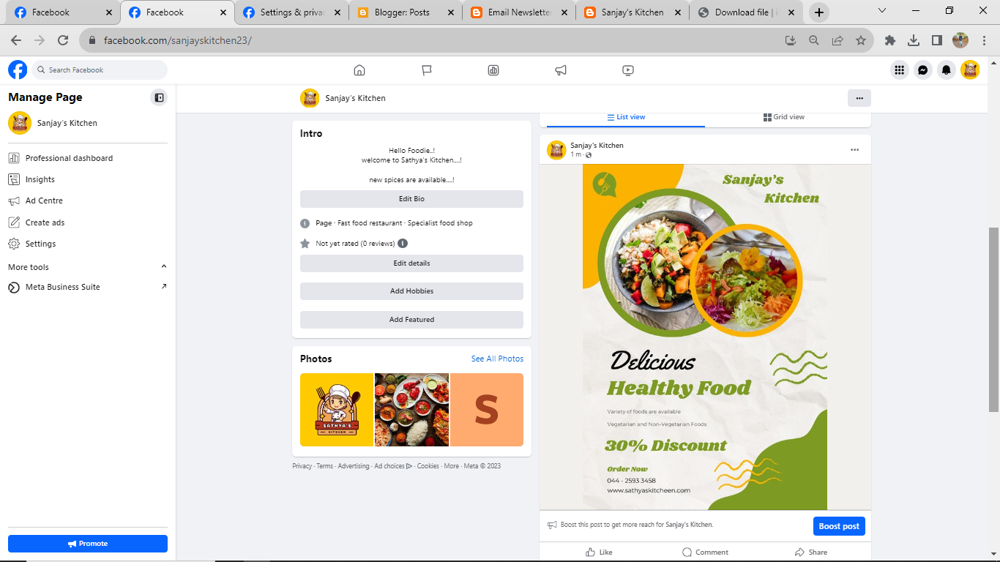 Facebook
Facebook
Settings & priva
Blogger: Posts
Email Newslette
Sanjay's Kitchen
Download file | i
facebook.com/sanjayskitchen23/
Search Facebook
Manage Page
Sanjay's Kitchen
Professional dashboard
Insights
Ad Centre
Create ads
Settings
More tools
Meta Business Suite
Promote
Sanjay's Kitchen
Intro
Hello Foodie..!
welcome to Sathya's Kitchen....!
new spices are available....!
Edit Bio
Page · Fast food restaurant · Specialist food shop
Not yet rated (0 reviews)
Edit details
Add Hobbies
Add Featured
Photos
See All Photos
SATHYA'S
KITCHEN
S
Privacy · Terms · Advertising · Ad choices · Cookies · More · Meta © 2023
List view
Grid view
Sanjay's Kitchen
1 m ·
Sanjay's
Kitchen
Delicious
Healthy Food
Variety of foods are available
Vegetarian and Non-Vegetarian Foods
30% Discount
Order Now
044 - 2593 3458
www.sathyaskitcheen.com
Boost this post to get more reach for Sanjay's Kitchen.
Boost post
Like
Comment
Share